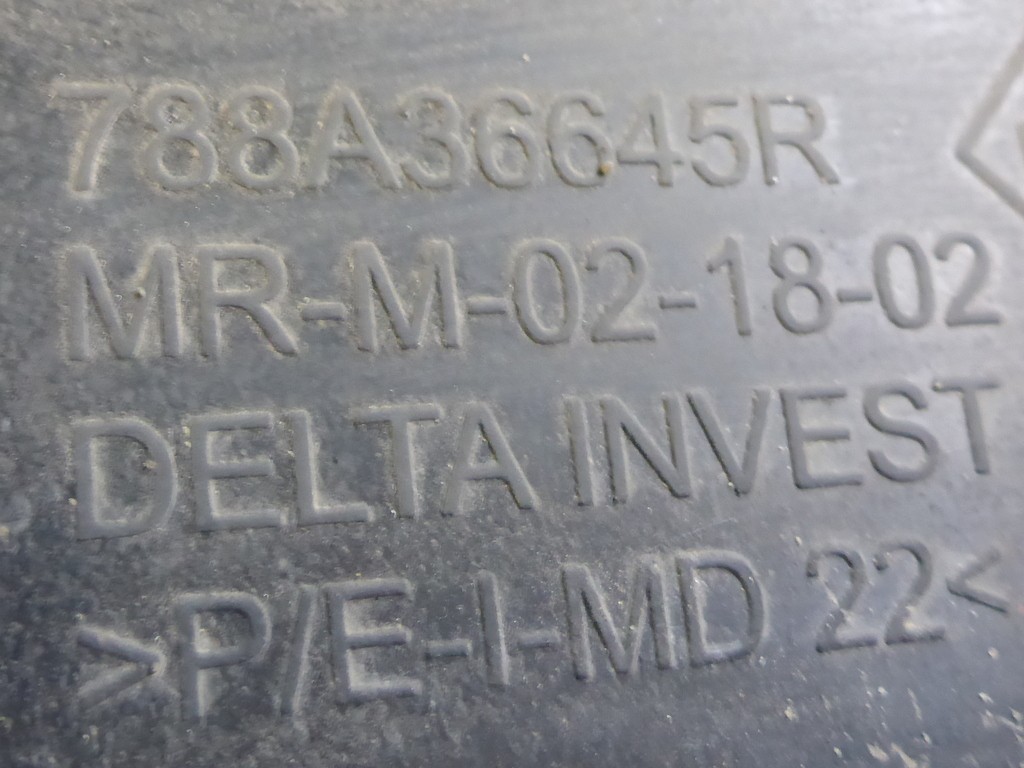 788A36645R
MR-M-02-18-02
DELTA INVEST
>P/E-I-MD 22<